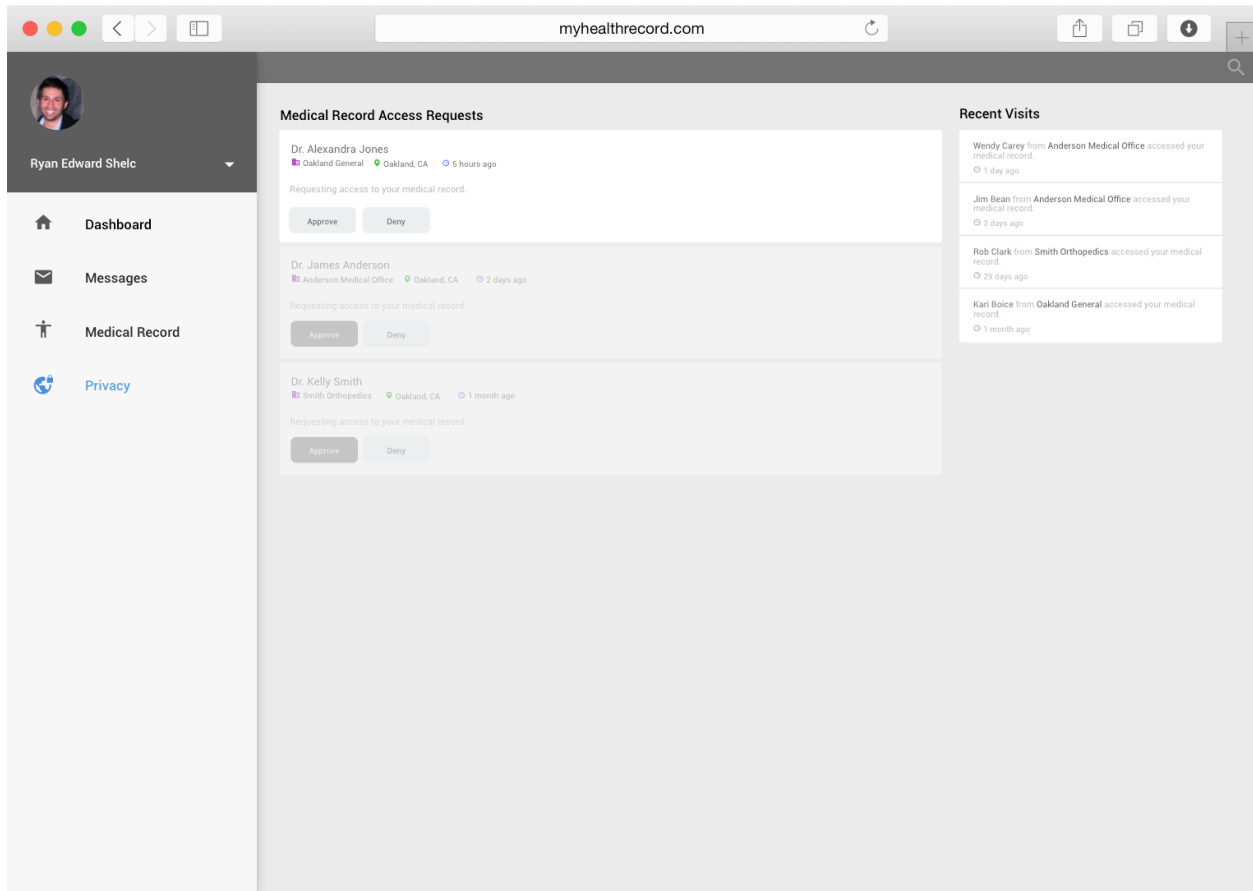 myhealthrecord.com
Ryan Edward Shelc
Dashboard
Messages
Medical Record
Privacy
Medical Record Access Requests
Dr. Alexandra Jones
Oakland General Oakland, CA 5 hours ago
Requesting access to your medical record.
Approve Deny
Dr. James Anderson
Anderson Medical Office Oakland, CA 2 days ago
Requesting access to your medical record.
Approve Deny
Dr. Kelly Smith
Smith Orthopedics Oakland, CA 1 month ago
Requesting access to your medical record.
Approve Deny
Recent Visits
Wendy Carey from Anderson Medical Office accessed your
medical record.
1 day ago
Jim Bean from Anderson Medical Office accessed your
medical record.
3 days ago
Rob Clark from Smith Orthopedics accessed your medical
record.
29 days ago
Kari Boice from Oakland General accessed your medical
record.
1 month ago